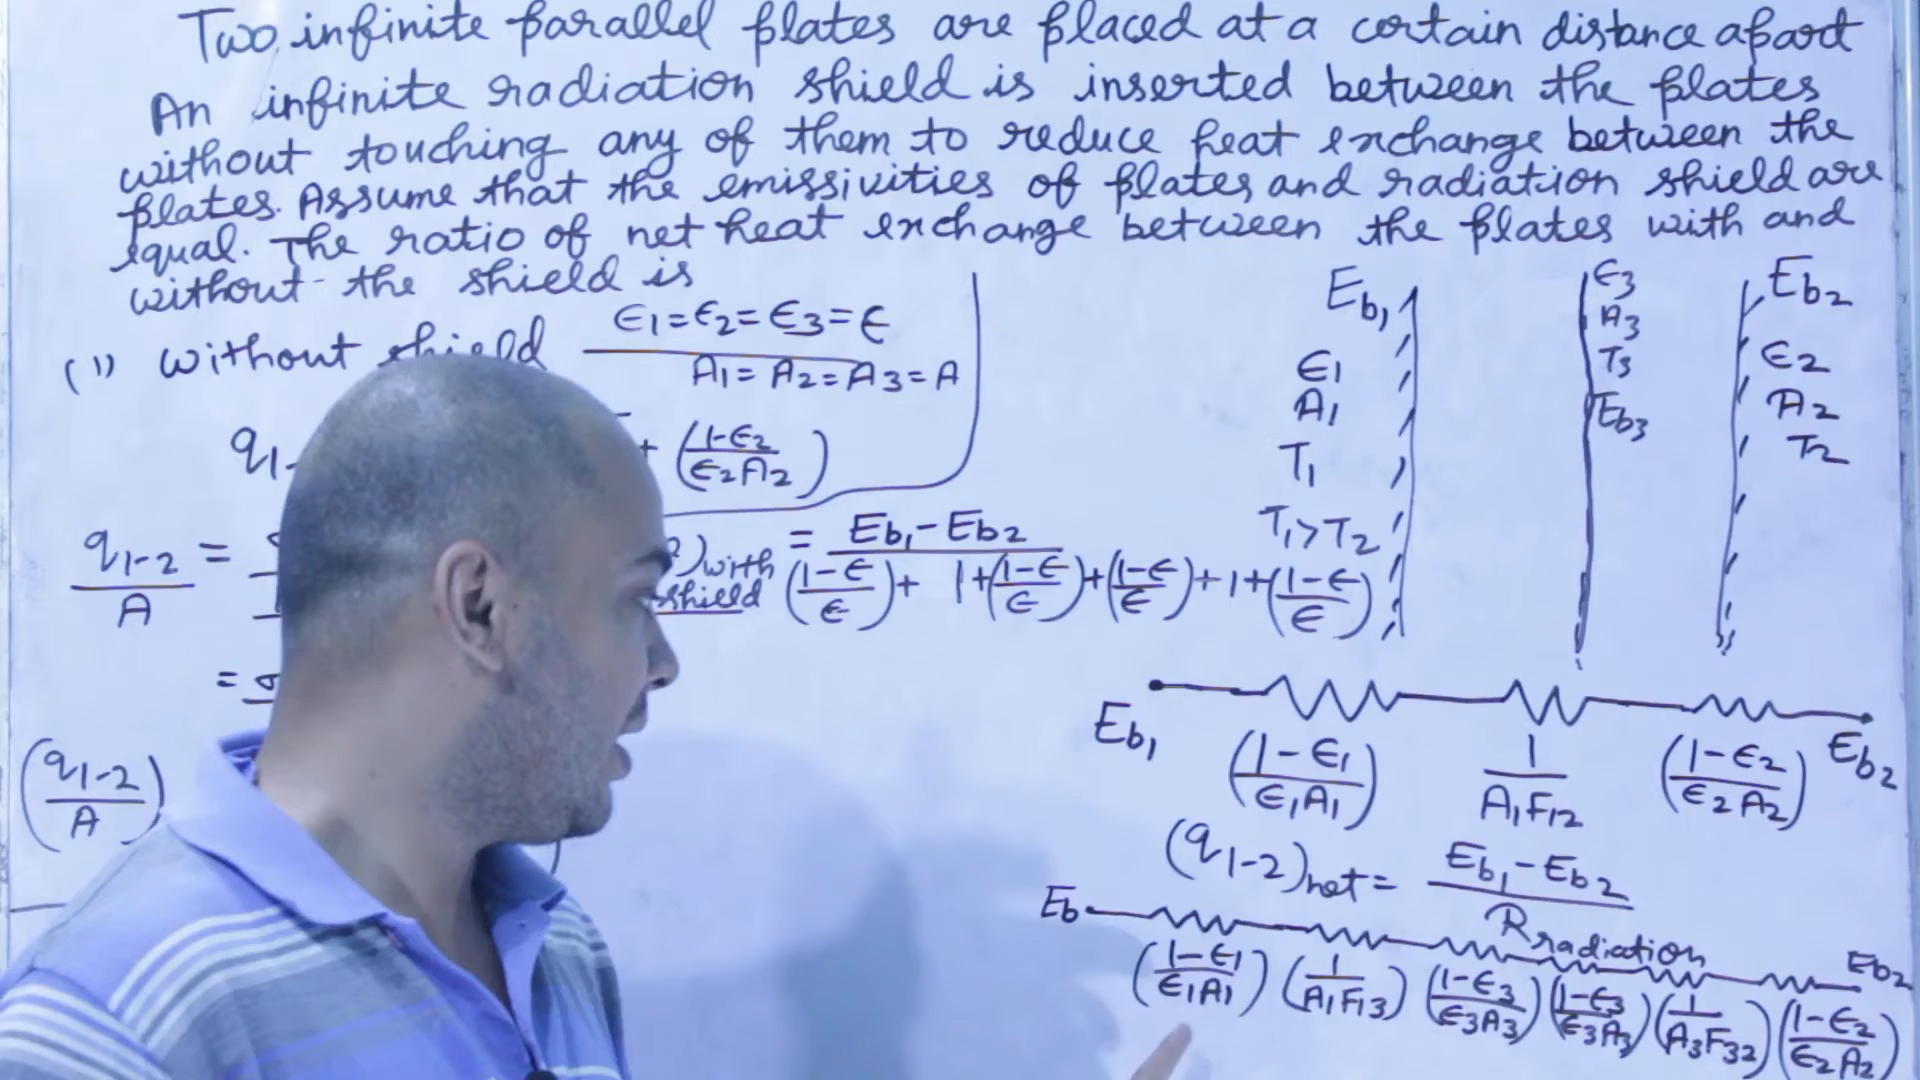 Two infinite parallel plates are placed at a certain distance apart
An infinite radiation shield is inserted between the plates
without touching any of them to reduce heat exchange between the
plates. Assume that the emissivities of plates and radiation shield are
equal. The ratio of net heat exchange between the plates with and
without the shield is
(1) Without shield
ϵ1 = ϵ2 = ϵ3 = ϵ
A1 = A2 = A3 = A
q1-
+ ((1-ϵ2)/(ϵ2A2))
q1-2/A =
)with shield = (Eb1 - Eb2)/(((1-ϵ)/ϵ) + 1 + ((1-ϵ)/ϵ) + ((1-ϵ)/ϵ) + 1 + ((1-ϵ)/ϵ))
= σ
(q1-2/A)
Eb1
ϵ1
A1
T1
T1 > T2
ϵ3
A3
T3
Eb3
Eb2
ϵ2
A2
T2
Eb1 ((1-ϵ1)/(ϵ1A1)) 1/(A1F12) ((1-ϵ2)/(ϵ2A2)) Eb2
(q1-2)net = (Eb1 - Eb2)/Rradiation
Eb Eb2
((1-ϵ1)/(ϵ1A1)) (1/(A1F13)) ((1-ϵ3)/(ϵ3A3)) ((1-ϵ3)/(ϵ3A3)) (1/(A3F32)) ((1-ϵ2)/(ϵ2A2))